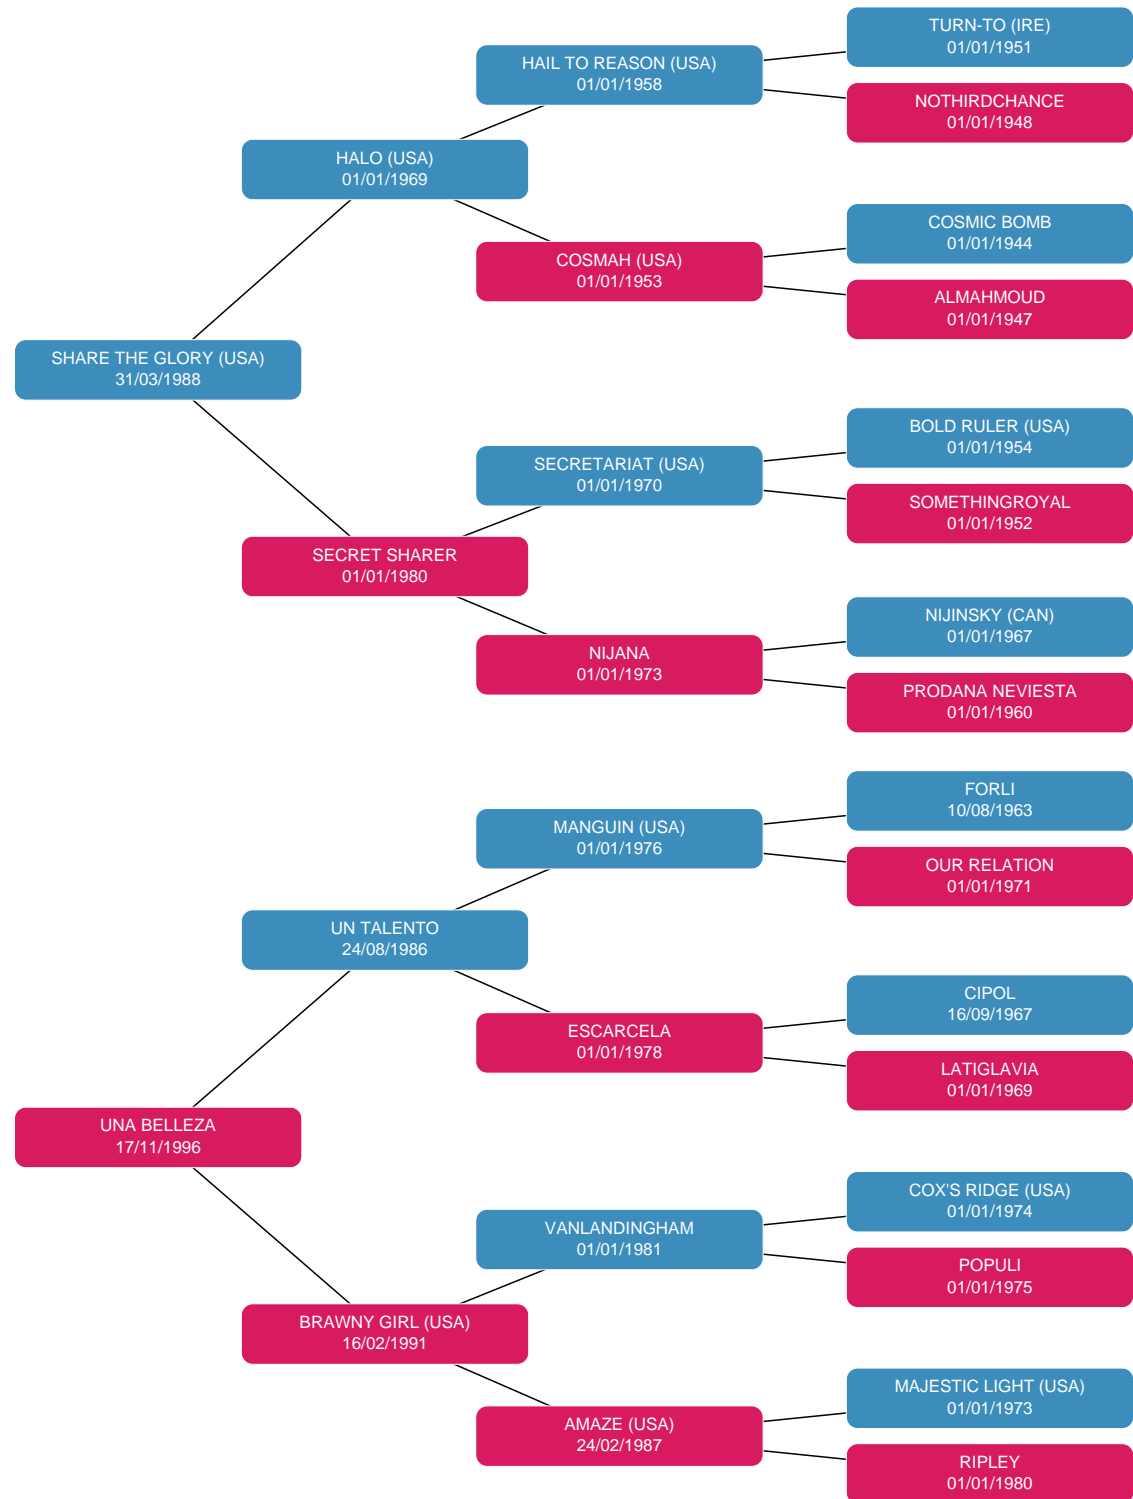 TURN-TO (IRE)
01/01/1951
HAIL TO REASON (USA)
01/01/1958
NOTHIRDCHANCE
01/01/1948
HALO (USA)
01/01/1969
COSMIC BOMB
01/01/1944
COSMAH (USA)
01/01/1953
ALMAHMOUD
01/01/1947
SHARE THE GLORY (USA)
31/03/1988
BOLD RULER (USA)
01/01/1954
SECRETARIAT (USA)
01/01/1970
SOMETHINGROYAL
01/01/1952
SECRET SHARER
01/01/1980
NIJINSKY (CAN)
01/01/1967
NIJANA
01/01/1973
PRODANA NEVIESTA
01/01/1960
FORLI
10/08/1963
MANGUIN (USA)
01/01/1976
OUR RELATION
01/01/1971
UN TALENTO
24/08/1986
CIPOL
16/09/1967
ESCARCELA
01/01/1978
LATIGLAVIA
01/01/1969
UNA BELLEZA
17/11/1996
COX'S RIDGE (USA)
01/01/1974
VANLANDINGHAM
01/01/1981
POPULI
01/01/1975
BRAWNY GIRL (USA)
16/02/1991
MAJESTIC LIGHT (USA)
01/01/1973
AMAZE (USA)
24/02/1987
RIPLEY
01/01/1980